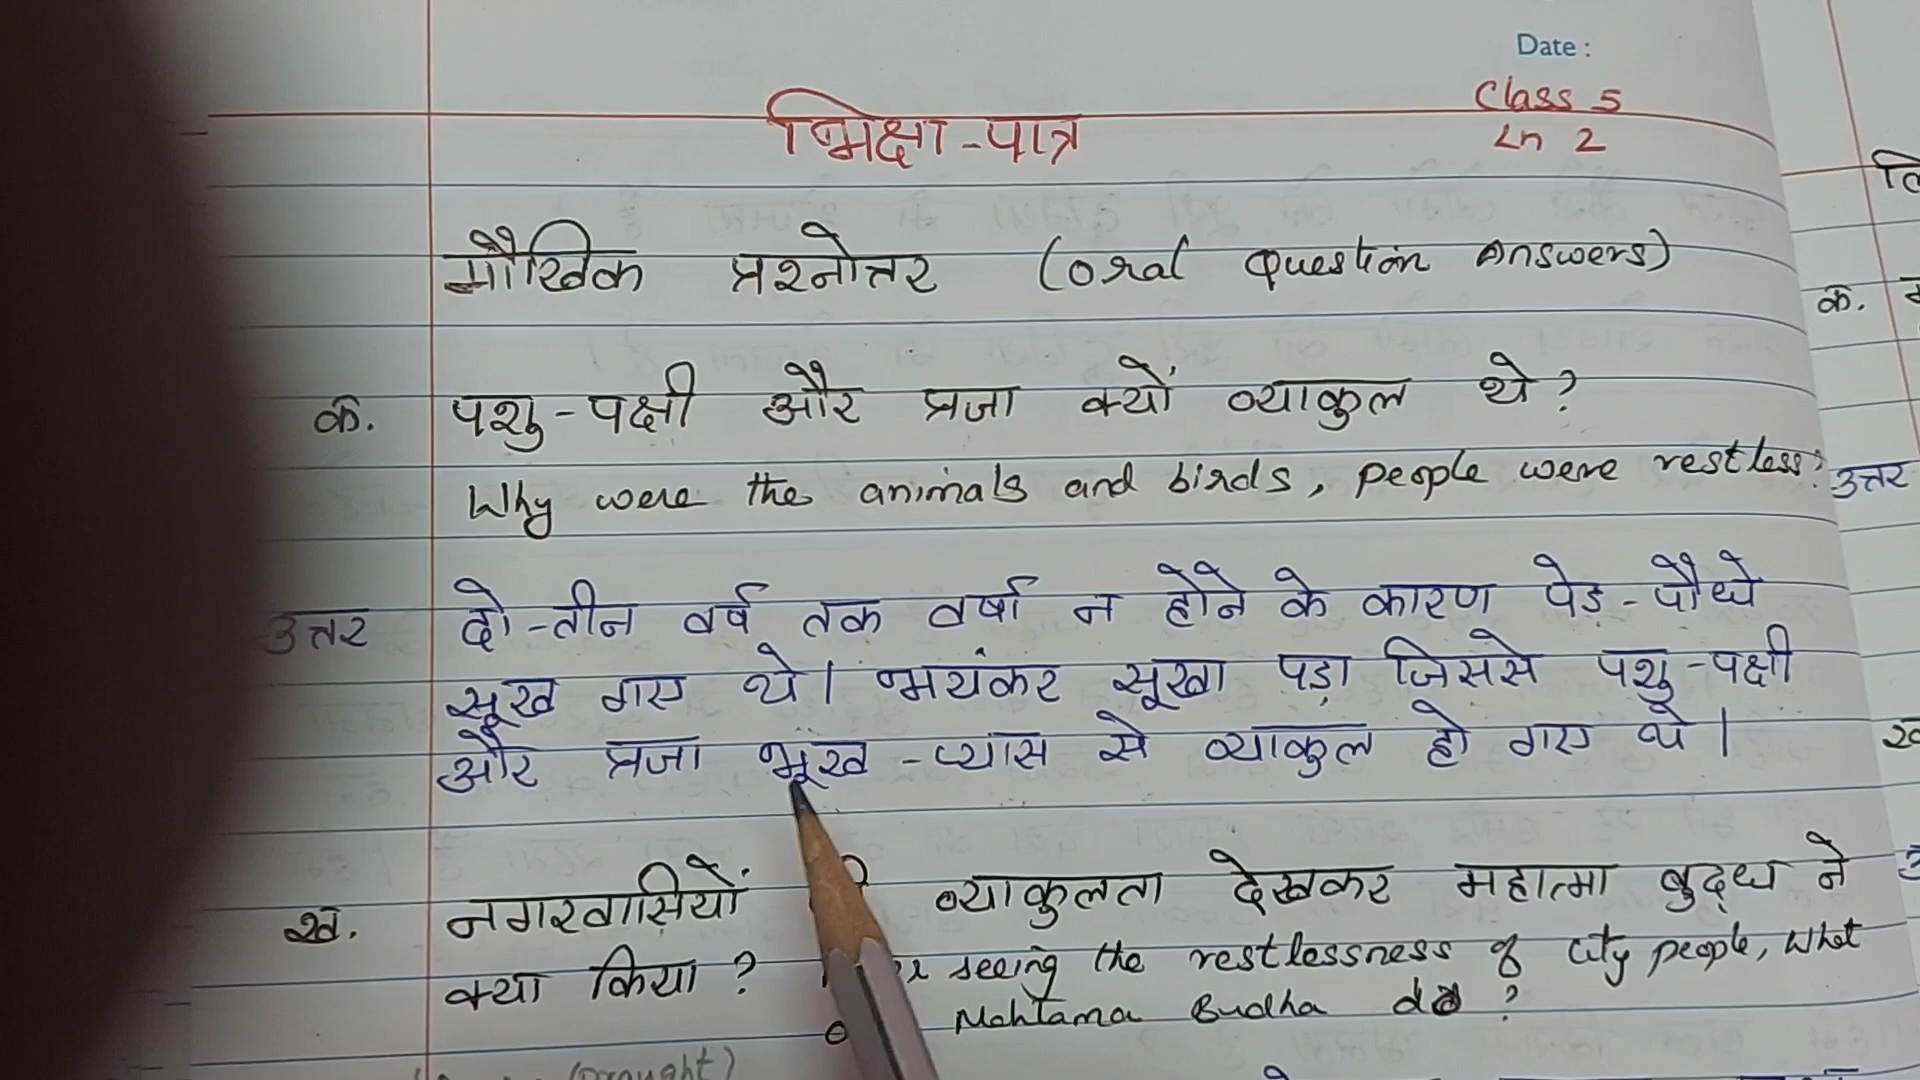 Date :
Class 5
भिक्षा-पात्र
Ln 2
मौखिक प्रश्नोत्तर (Oral Question Answers)
क. पशु-पक्षी और प्रजा क्यों व्याकुल थे?
Why were the animals and birds, people were restless?
उत्तर दो-तीन वर्ष तक वर्षा न होने के कारण पेड़-पौधे
सूख गए थे। भयंकर सूखा पड़ा जिससे पशु-पक्षी
और प्रजा भूख-प्यास से व्याकुल हो गए थे।
ख. नगरवासियों व्याकुलता देखकर महात्मा बुद्ध ने
क्या किया? seeing the restlessness of city people, what
Mahtama Budha do ?
(Drought)
क.
उत्तर
ख